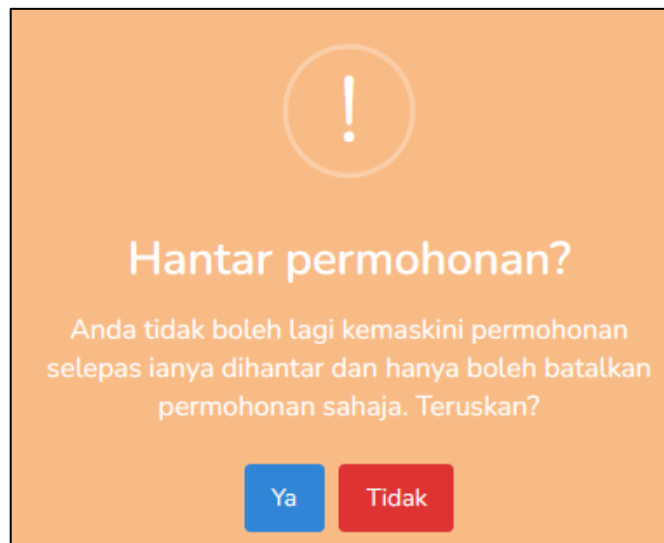 !
Hantar permohonan?
Anda tidak boleh lagi kemaskini permohonan
selepas ianya dihantar dan hanya boleh batalkan
permohonan sahaja. Teruskan?
Ya Tidak